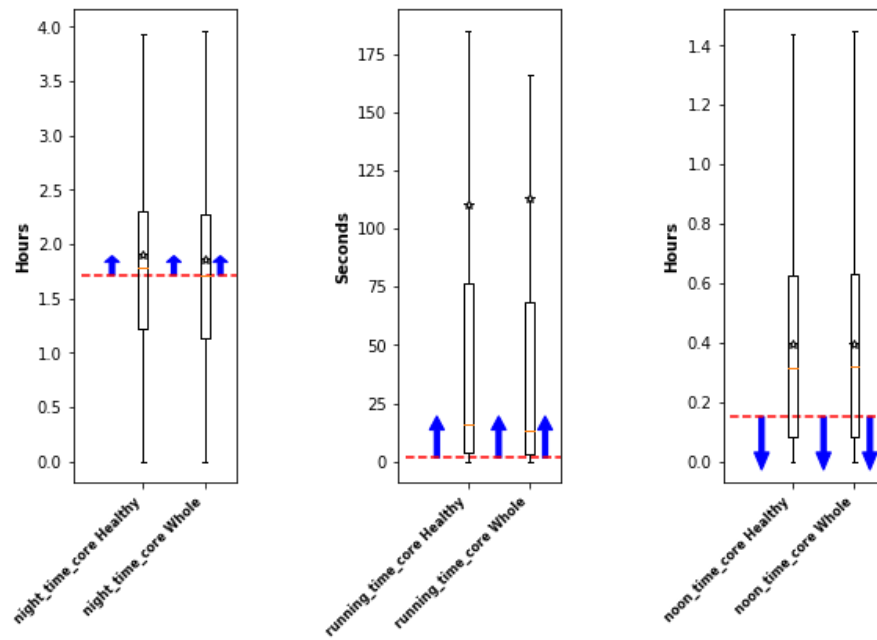 Hours
4.0
3.5
3.0
2.5
2.0
1.5
1.0
0.5
0.0
night_time_core Healthy
night_time_core Whole
Seconds
175
150
125
100
75
50
25
0
running_time_core Healthy
running_time_core Whole
Hours
1.4
1.2
1.0
0.8
0.6
0.4
0.2
0.0
noon_time_core Healthy
noon_time_core Whole